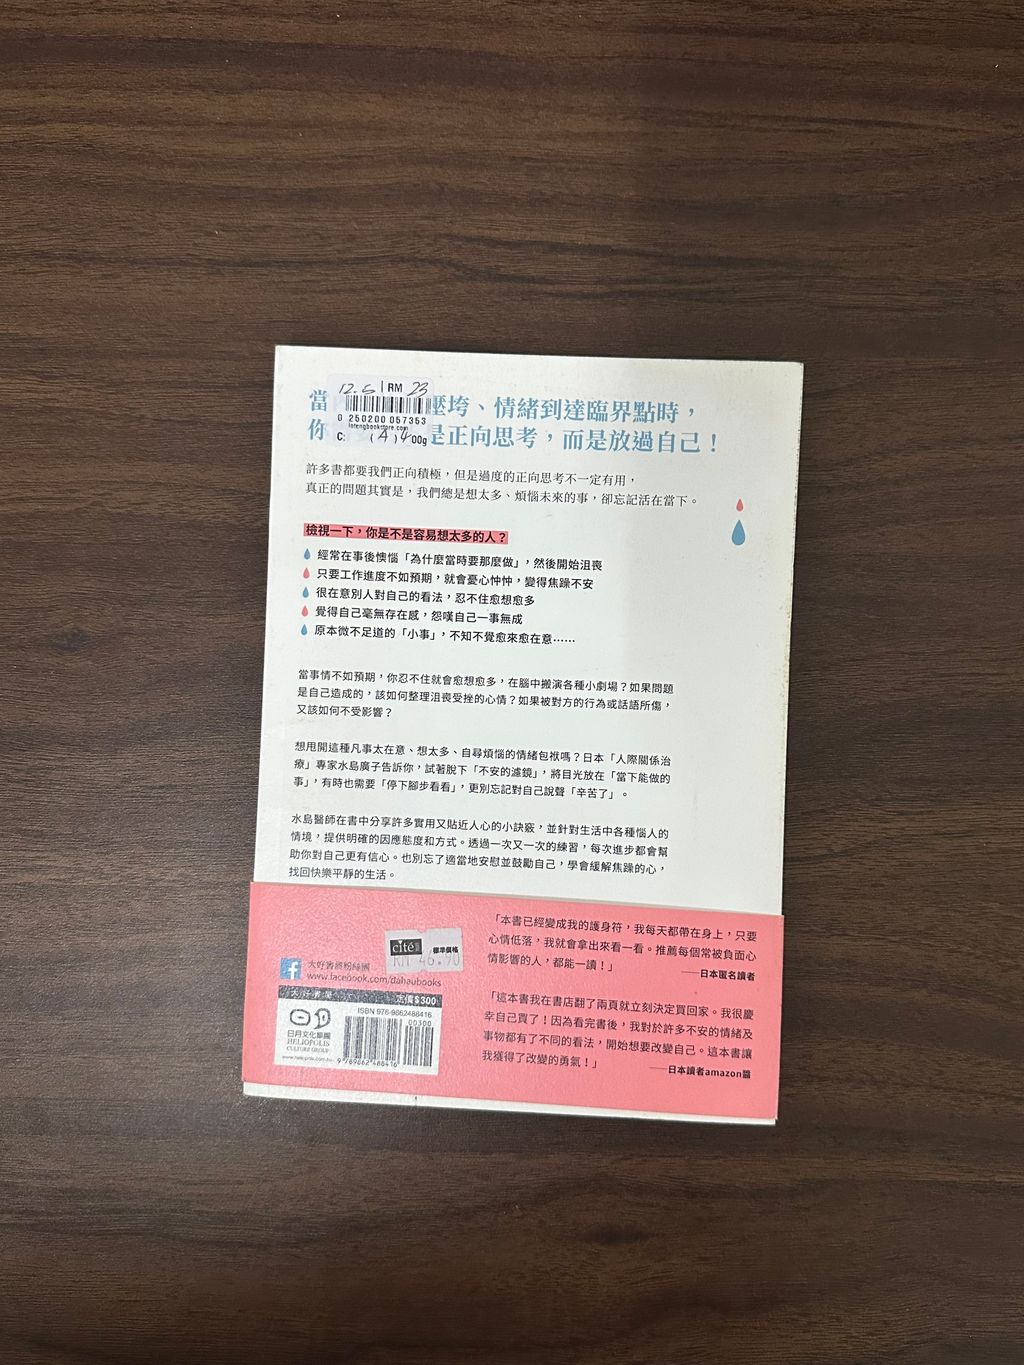 12.5 RM 23
0 250200 057353
lotengbookstore.com
C: (A) 400g
當 壓垮、情緒到達臨界點時，
你 是正向思考，而是放過自己！
許多書都要我們正向積極，但是過度的正向思考不一定有用，
真正的問題其實是，我們總是想太多、煩惱未來的事，卻忘記活在當下。
檢視一下，你是不是容易想太多的人？
經常在事後懊惱「為什麼當時要那麼做」，然後開始沮喪
只要工作進度不如預期，就會憂心忡忡，變得焦躁不安
很在意別人對自己的看法，忍不住愈想愈多
覺得自己毫無存在感，怨嘆自己一事無成
原本微不足道的「小事」，不知不覺愈來愈在意⋯⋯
當事情不如預期，你忍不住就會愈想愈多，在腦中搬演各種小劇場？如果問題
是自己造成的，該如何整理沮喪受挫的心情？如果被對方的行為或話語所傷，
又該如何不受影響？
想甩開這種凡事太在意、想太多、自尋煩惱的情緒包袱嗎？日本「人際關係治
療」專家水島廣子告訴你，試著脫下「不安的濾鏡」，將目光放在「當下能做的
事」，有時也需要「停下腳步看看」，更別忘記對自己說聲「辛苦了」。
水島醫師在書中分享許多實用又貼近人心的小訣竅，並針對生活中各種惱人的
情境，提供明確的因應態度和方式。透過一次又一次的練習，每次進步都會幫
助你對自己更有信心。也別忘了適當地安慰並鼓勵自己，學會緩解焦躁的心，
找回快樂平靜的生活。
「本書已經變成我的護身符，我每天都帶在身上，只要
心情低落，我就會拿出來看一看。推薦每個常被負面心
情影響的人，都能一讀！」
——日本匿名讀者
「這本書我在書店翻了兩頁就立刻決定買回家。我很慶
幸自己買了！因為看完書後，我對於許多不安的情緒及
事物都有了不同的看法，開始想要改變自己。這本書讓
我獲得了改變的勇氣！」
——日本讀者amazon篇
cité 標準價格
RM 46.90
大好書屋粉絲團
www.facebook.com/dahaubooks
大好書屋 定價$300
ISBN 978-9862488416
00300
日月文化集團
HELIOPOLIS
CULTURE GROUP
9 789862 488416